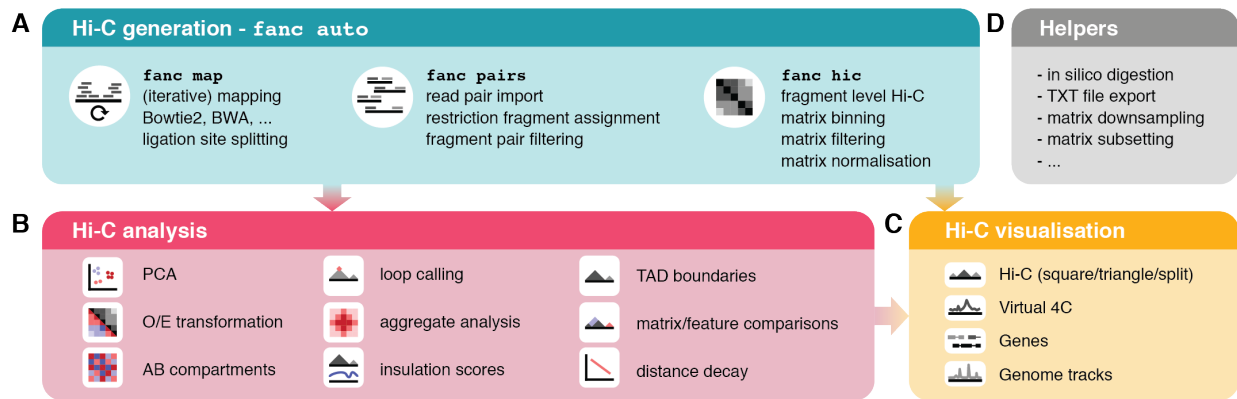 A
Hi-C generation - fanc auto
fanc map
(iterative) mapping
Bowtie2, BWA, ...
ligation site splitting
fanc pairs
read pair import
restriction fragment assignment
fragment pair filtering
fanc hic
fragment level Hi-C
matrix binning
matrix filtering
matrix normalisation
D
Helpers
- in silico digestion
- TXT file export
- matrix downsampling
- matrix subsetting
- ...
B
Hi-C analysis
PCA
O/E transformation
AB compartments
loop calling
aggregate analysis
insulation scores
TAD boundaries
matrix/feature comparisons
distance decay
C
Hi-C visualisation
Hi-C (square/triangle/split)
Virtual 4C
Genes
Genome tracks